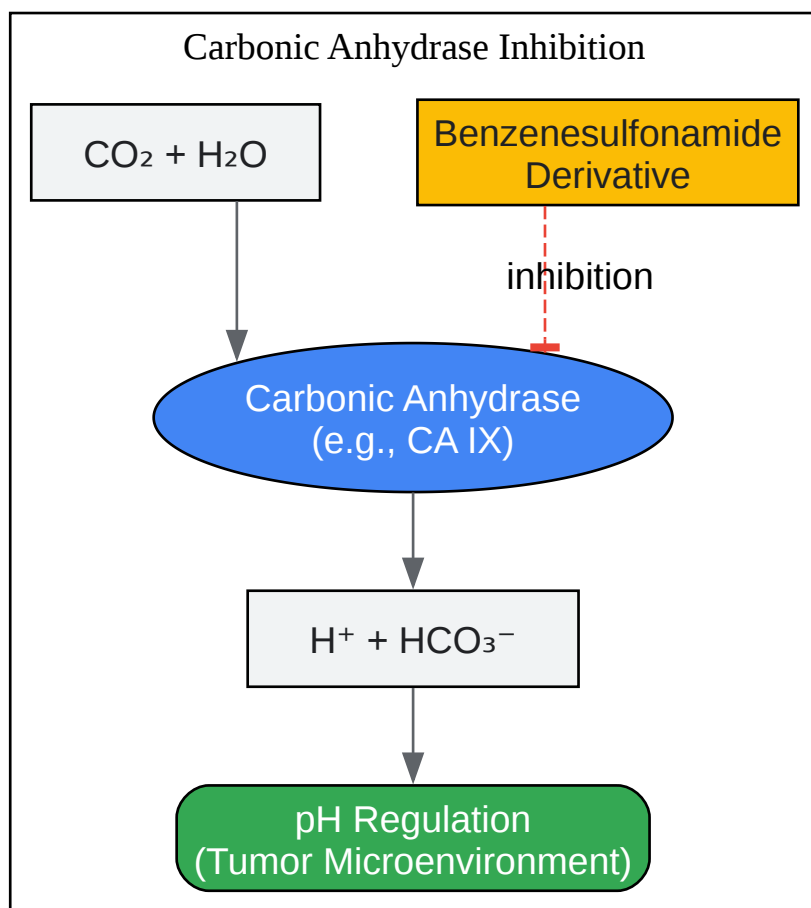 Carbonic Anhydrase Inhibition
CO₂ + H₂O
Benzenesulfonamide
Derivative
inhibition
Carbonic Anhydrase
(e.g., CA IX)
H⁺ + HCO₃⁻
pH Regulation
(Tumor Microenvironment)